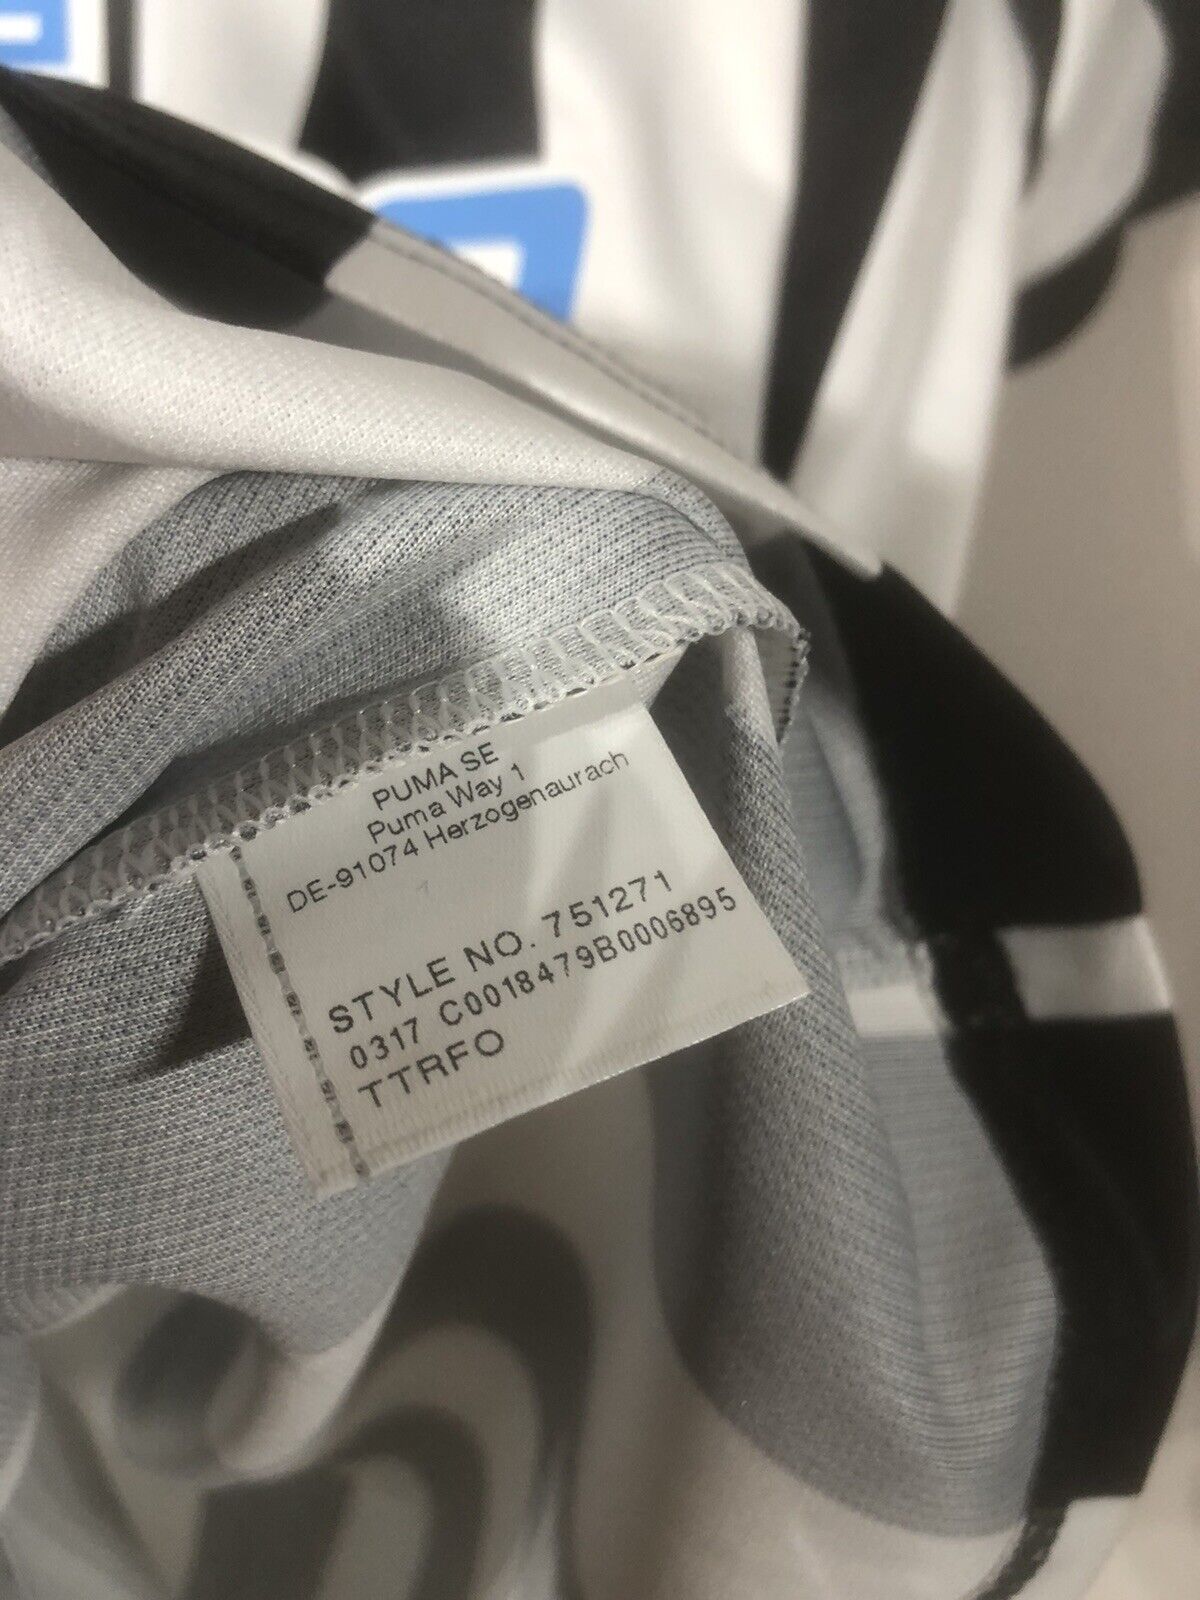 PUMA SE
Puma Way 1
DE-91074 Herzogenaurach
STYLE NO. 751271
0317 C0018479B0006895
TTRFO